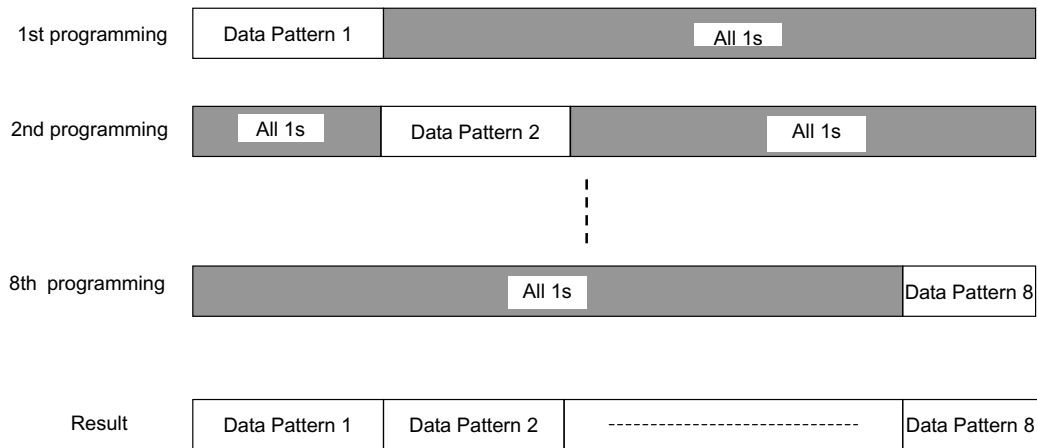 1st programming
Data Pattern 1
All 1s
2nd programming
All 1s
Data Pattern 2
All 1s
8th programming
All 1s
Data Pattern 8
Result
Data Pattern 1
Data Pattern 2
Data Pattern 8